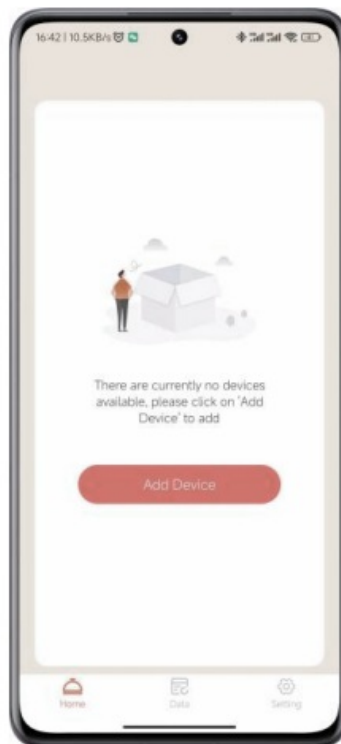 16:42 | 10.5KB/s
There are currently no devices
available, please click on "Add
Device" to add
Add Device
Home
Data
Setting